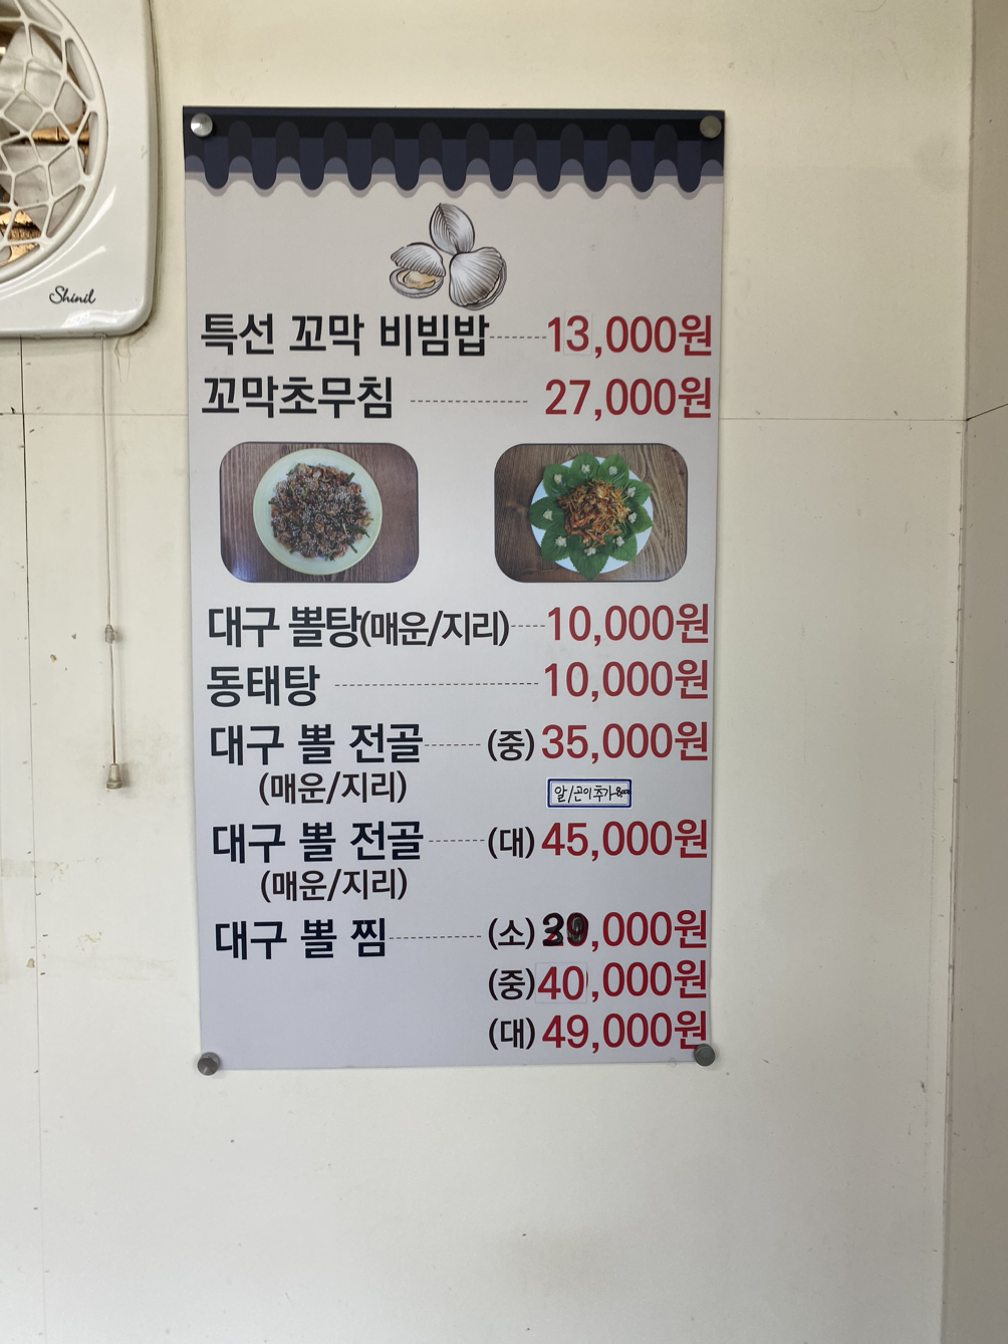 Shinil
특선 꼬막 비빔밥 13,000원
꼬막초무침 27,000원
대구 뽈탕(매운/지리) 10,000원
동태탕 10,000원
대구 뽈 전골 (중) 35,000원
(매운/지리)
알/곤이추가
대구 뽈 전골 (대) 45,000원
(매운/지리)
대구 뽈 찜 (소) ,000원
(중) 40,000원
(대) 49,000원